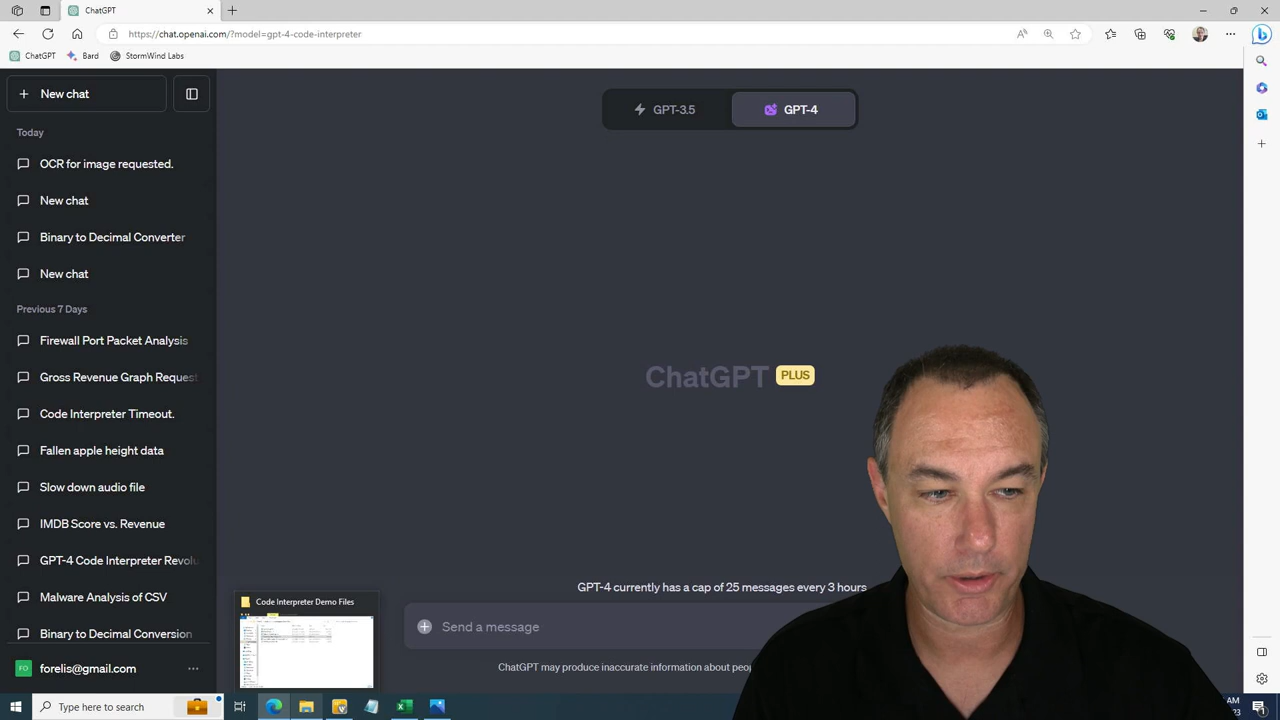 ChatGPT
https://chat.openai.com/?model=gpt-4-code-interpreter
ChatGPT
Bard
StormWind Labs
New chat
Today
OCR for image requested.
New chat
Binary to Decimal Converter
New chat
Previous 7 Days
Firewall Port Packet Analysis
Gross Revenue Graph Request
Code Interpreter Timeout.
Fallen apple height data
Slow down audio file
IMDB Score vs. Revenue
GPT-4 Code Interpreter Revolu
Malware Analysis of CSV
Binary to Decimal Conversion
forelis@gmail.com
GPT-3.5
GPT-4
ChatGPT PLUS
GPT-4 currently has a cap of 25 messages every 3 hours
Code Interpreter Demo Files
Send a message
ChatGPT may produce inaccurate information about
Type here to search
AM